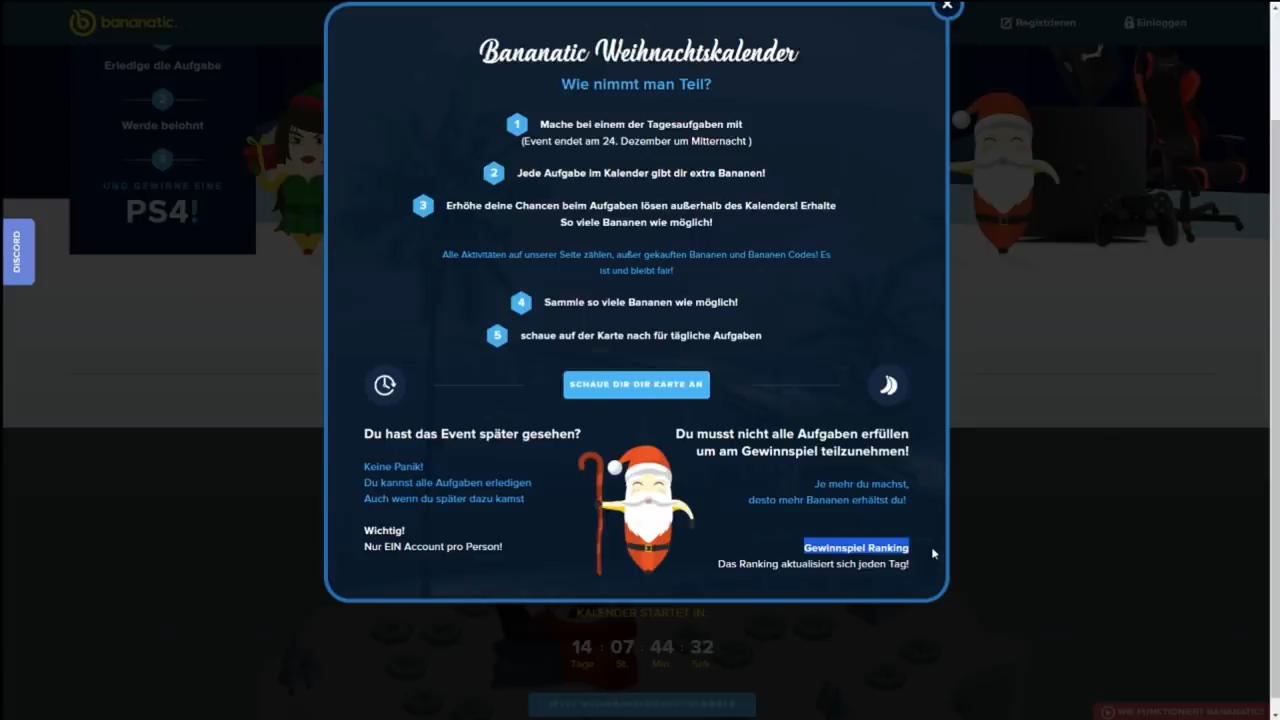 bananatic.
Registrieren
Einloggen
Erledige die Aufgabe
2
Werde belohnt
3
UND GEWINNE EINE
PS4!
DISCORD
x
Bananatic Weihnachtskalender
Wie nimmt man Teil?
1 Mache bei einem der Tagesaufgaben mit
(Event endet am 24. Dezember um Mitternacht )
2 Jede Aufgabe im Kalender gibt dir extra Bananen!
3 Erhöhe deine Chancen beim Aufgaben lösen außerhalb des Kalenders! Erhalte
So viele Bananen wie möglich!
Alle Aktivitäten auf unserer Seite zählen, außer gekauften Bananen und Bananen Codes! Es
ist und bleibt fair!
4 Sammle so viele Bananen wie möglich!
5 schaue auf der Karte nach für tägliche Aufgaben
SCHAUE DIR DIR KARTE AN
Du hast das Event später gesehen?
Keine Panik!
Du kannst alle Aufgaben erledigen
Auch wenn du später dazu kamst
Wichtig!
Nur EIN Account pro Person!
Du musst nicht alle Aufgaben erfüllen
um am Gewinnspiel teilzunehmen!
Je mehr du machst,
desto mehr Bananen erhältst du!
Gewinnspiel Ranking
Das Ranking aktualisiert sich jeden Tag!
KALENDER STARTET IN:
14 : 07 : 44 : 32
Tage St. Min. Sek
WIE FUNKTIONIERT BANANATIC?